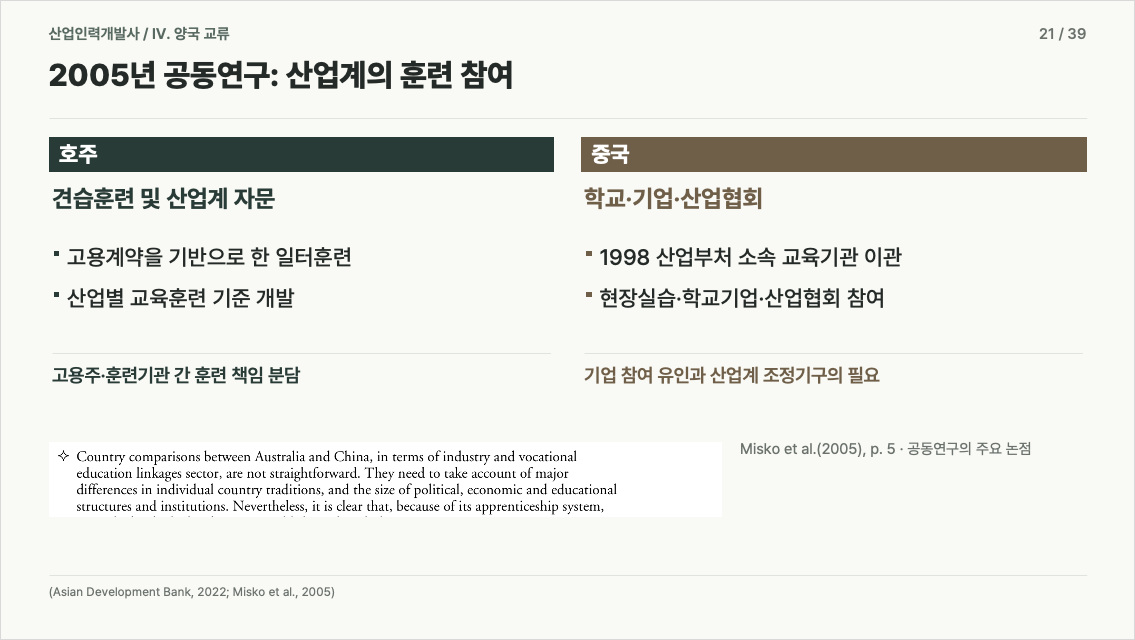 산업인력개발사 / IV. 양국 교류
21 / 39
2005년 공동연구: 산업계의 훈련 참여
호주
견습훈련 및 산업계 자문
▪ 고용계약을 기반으로 한 일터훈련
▪ 산업별 교육훈련 기준 개발
고용주·훈련기관 간 훈련 책임 분담
중국
학교·기업·산업협회
▪ 1998 산업부처 소속 교육기관 이관
▪ 현장실습·학교기업·산업협회 참여
기업 참여 유인과 산업계 조정기구의 필요
✧ Country comparisons between Australia and China, in terms of industry and vocational
education linkages sector, are not straightforward. They need to take account of major
differences in individual country traditions, and the size of political, economic and educational
structures and institutions. Nevertheless, it is clear that, because of its apprenticeship system,
Misko et al.(2005), p. 5 · 공동연구의 주요 논점
(Asian Development Bank, 2022; Misko et al., 2005)